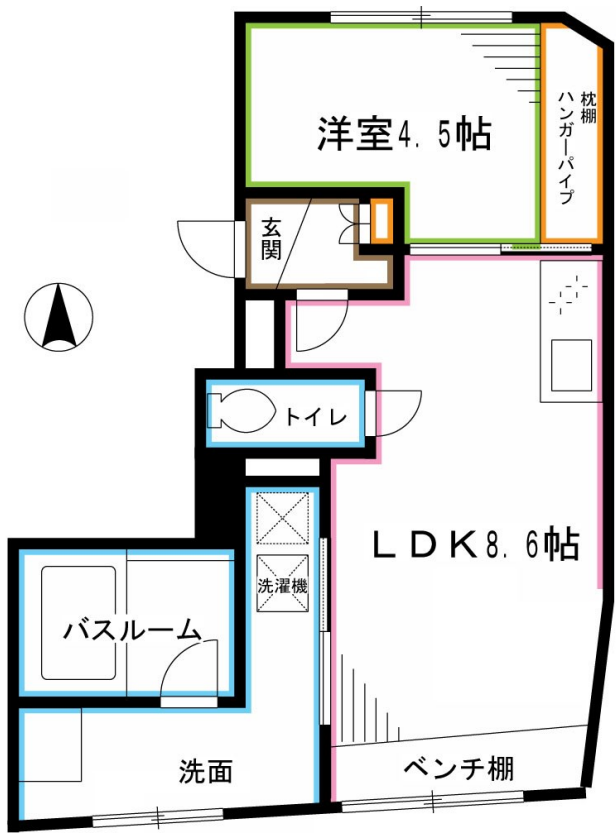 洋室4.5帖
枕棚
ハンガーパイプ
玄関
トイレ
LDK8.6帖
洗濯機
バスルーム
洗面
ベンチ棚